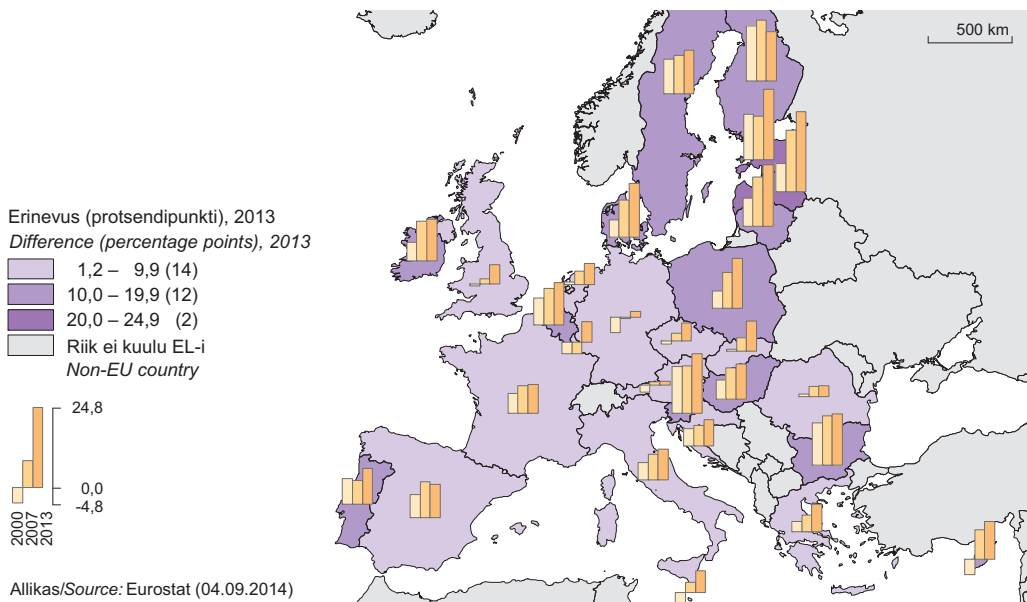 500 km
Erinevus (protsendipunkti), 2013
Difference (percentage points), 2013
1,2 – 9,9 (14)
10,0 – 19,9 (12)
20,0 – 24,9 (2)
Riik ei kuulu EL-i
Non-EU country
24,8
0,0
-4,8
2000
2007
2013
Allikas/Source: Eurostat (04.09.2014)